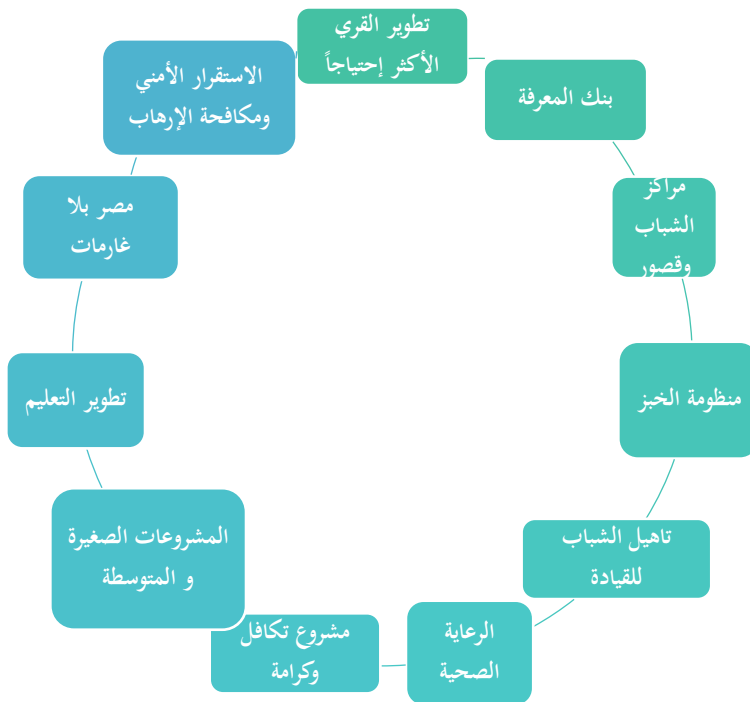 تطوير القري
الأكثر إحتياجاً
بنك المعرفة
مراكز
الشباب
وقصور
منظومة الخبز
تاهيل الشباب
للقيادة
الرعاية
الصحية
مشروع تكافل
وكرامة
المشروعات الصغيرة
و المتوسطة
تطوير التعليم
مصر بلا
غارمات
الاستقرار الأمني
ومكافحة الإرهاب